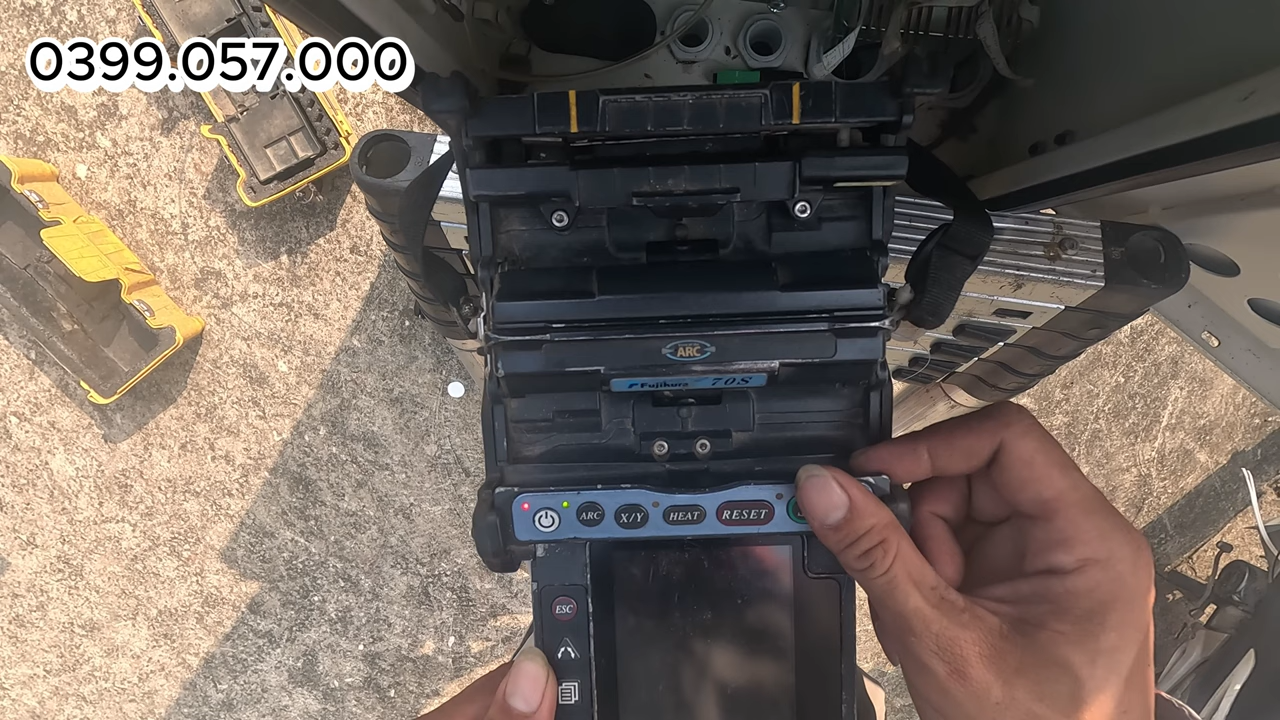 0399.057.000
ARC
Fujikura 70S
ARC X/Y HEAT RESET
ESC